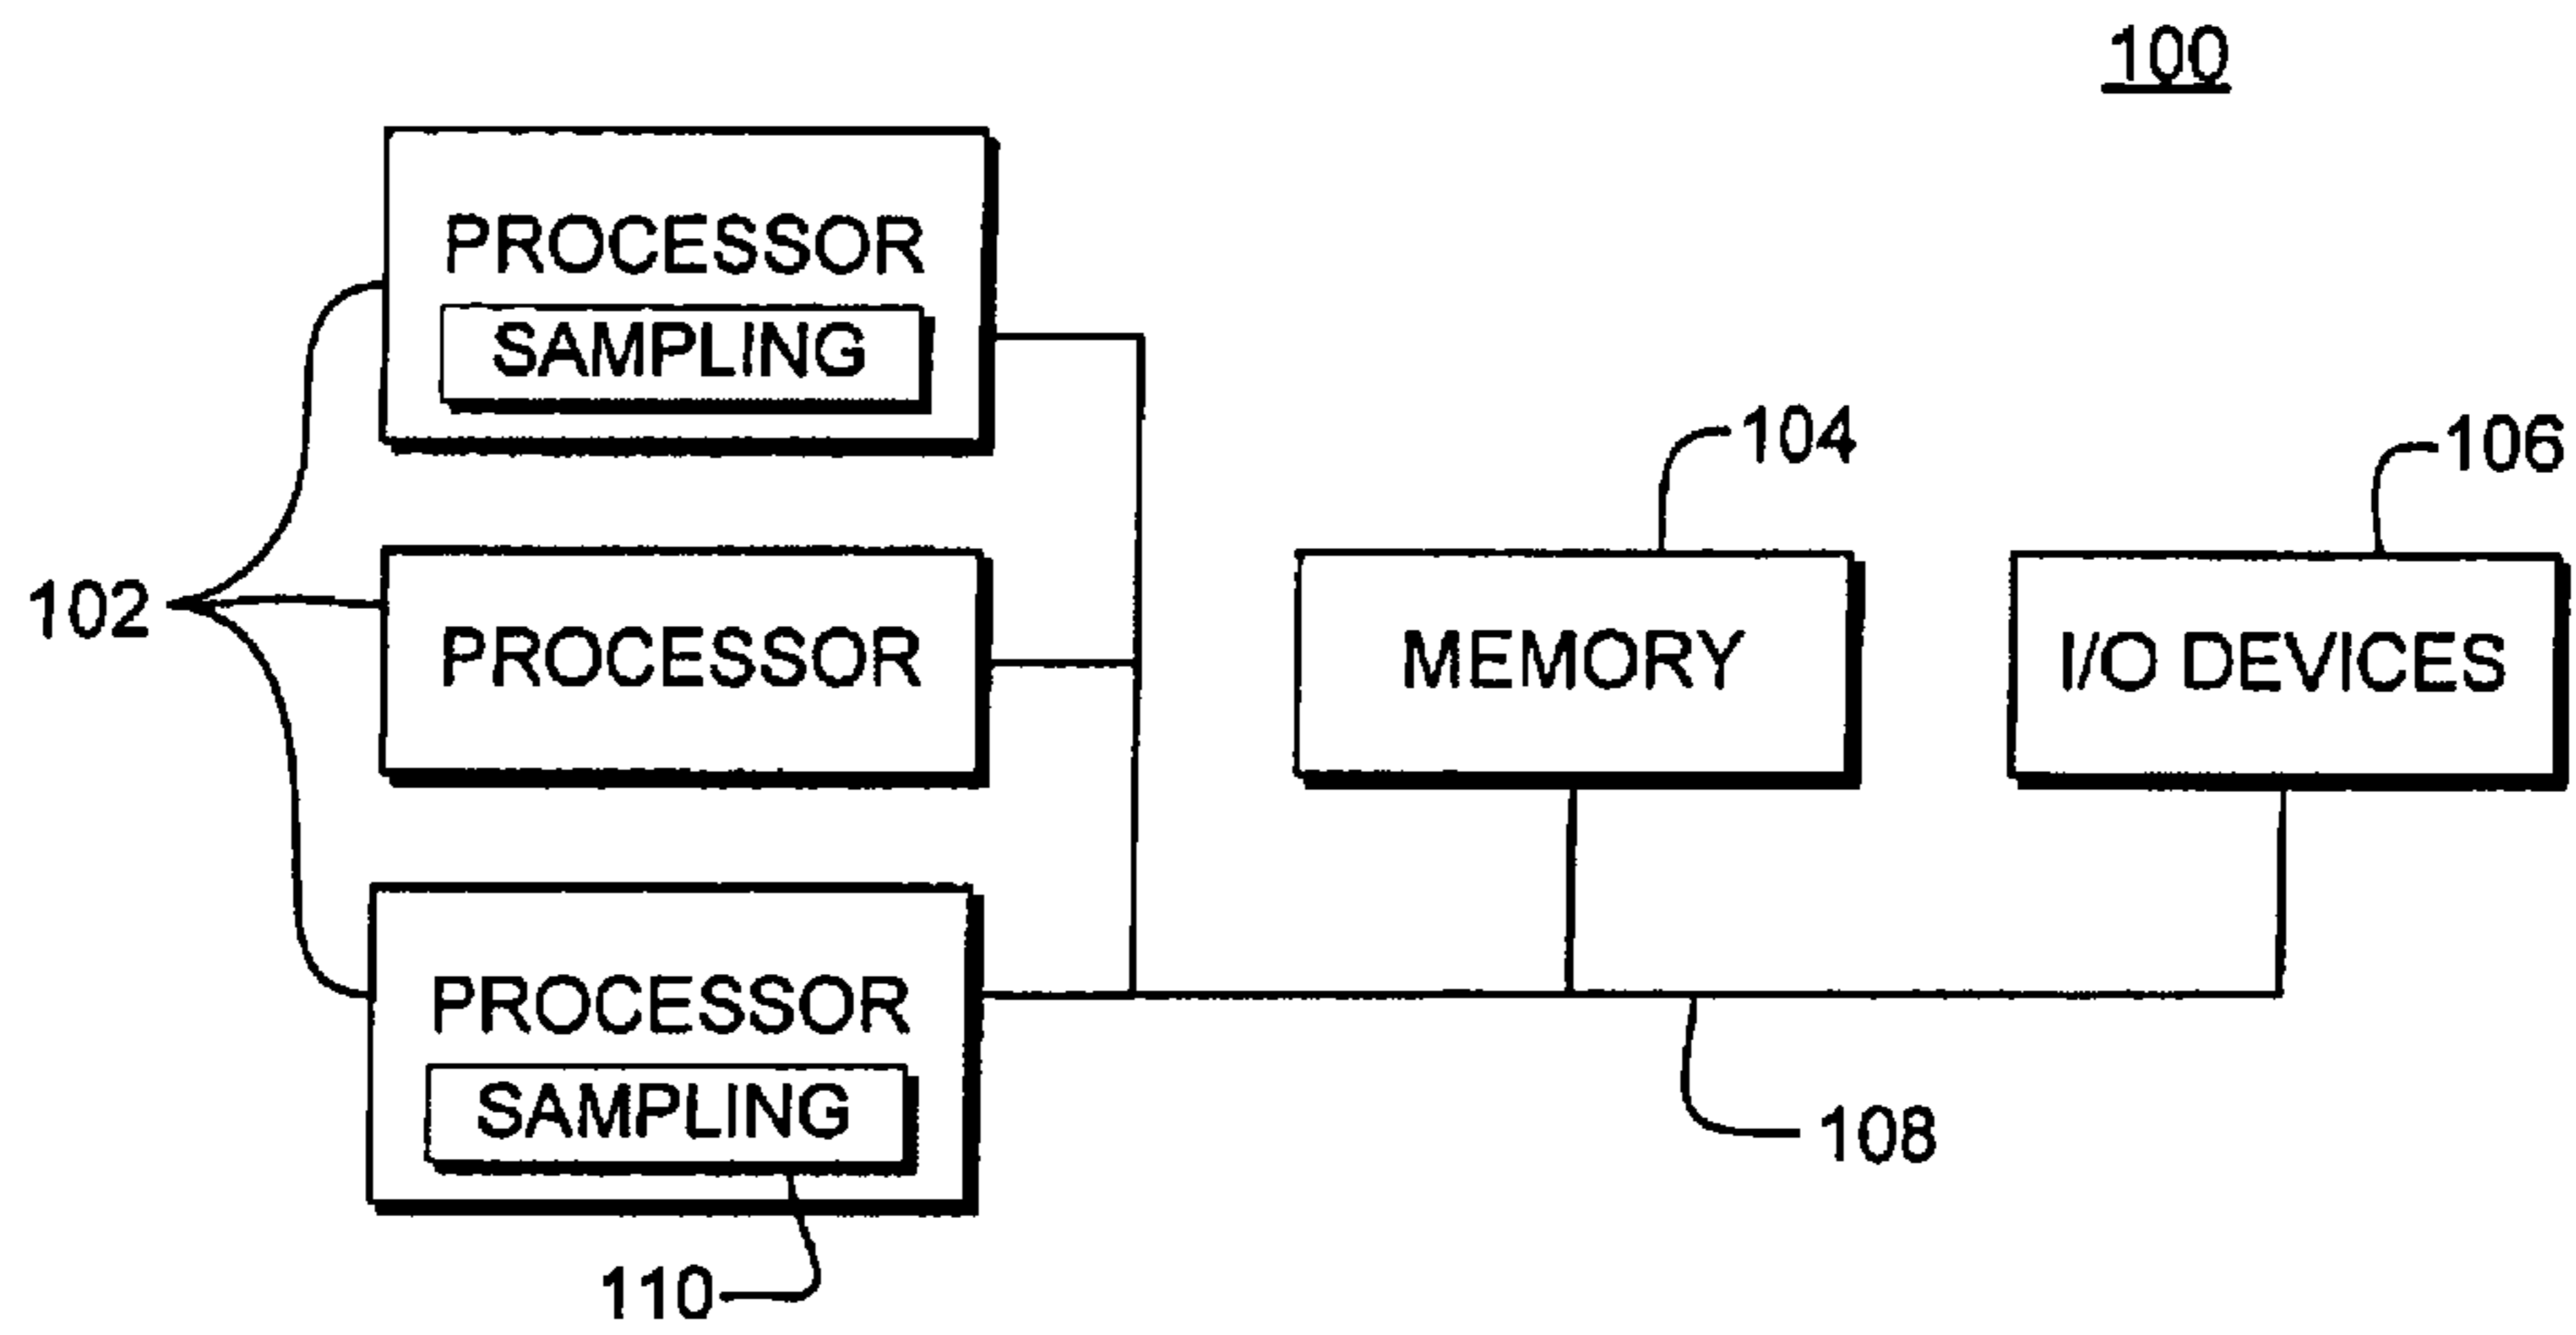 100
PROCESSOR
SAMPLING
104
106
102
PROCESSOR
MEMORY
I/O DEVICES
PROCESSOR
SAMPLING
108
110